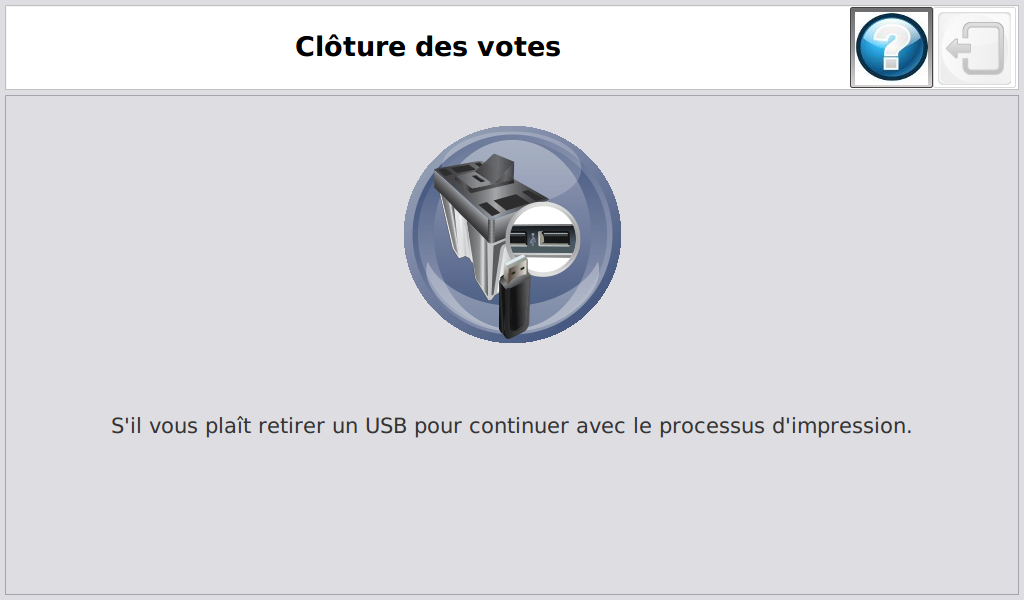 Clôture des votes
S'il vous plaît retirer un USB pour continuer avec le processus d'impression.